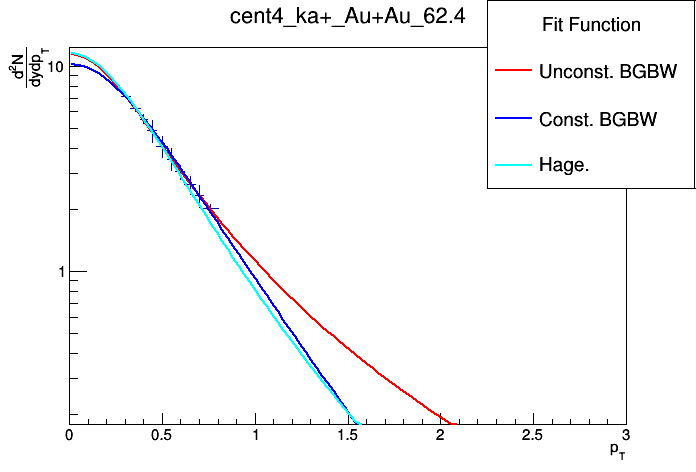 cent4_ka+_Au+Au_62.4
Fit Function
Unconst. BGBW
Const. BGBW
Hage.
d²N
dydp_T
10
1
0 0.5 1 1.5 2 2.5 3
p_T